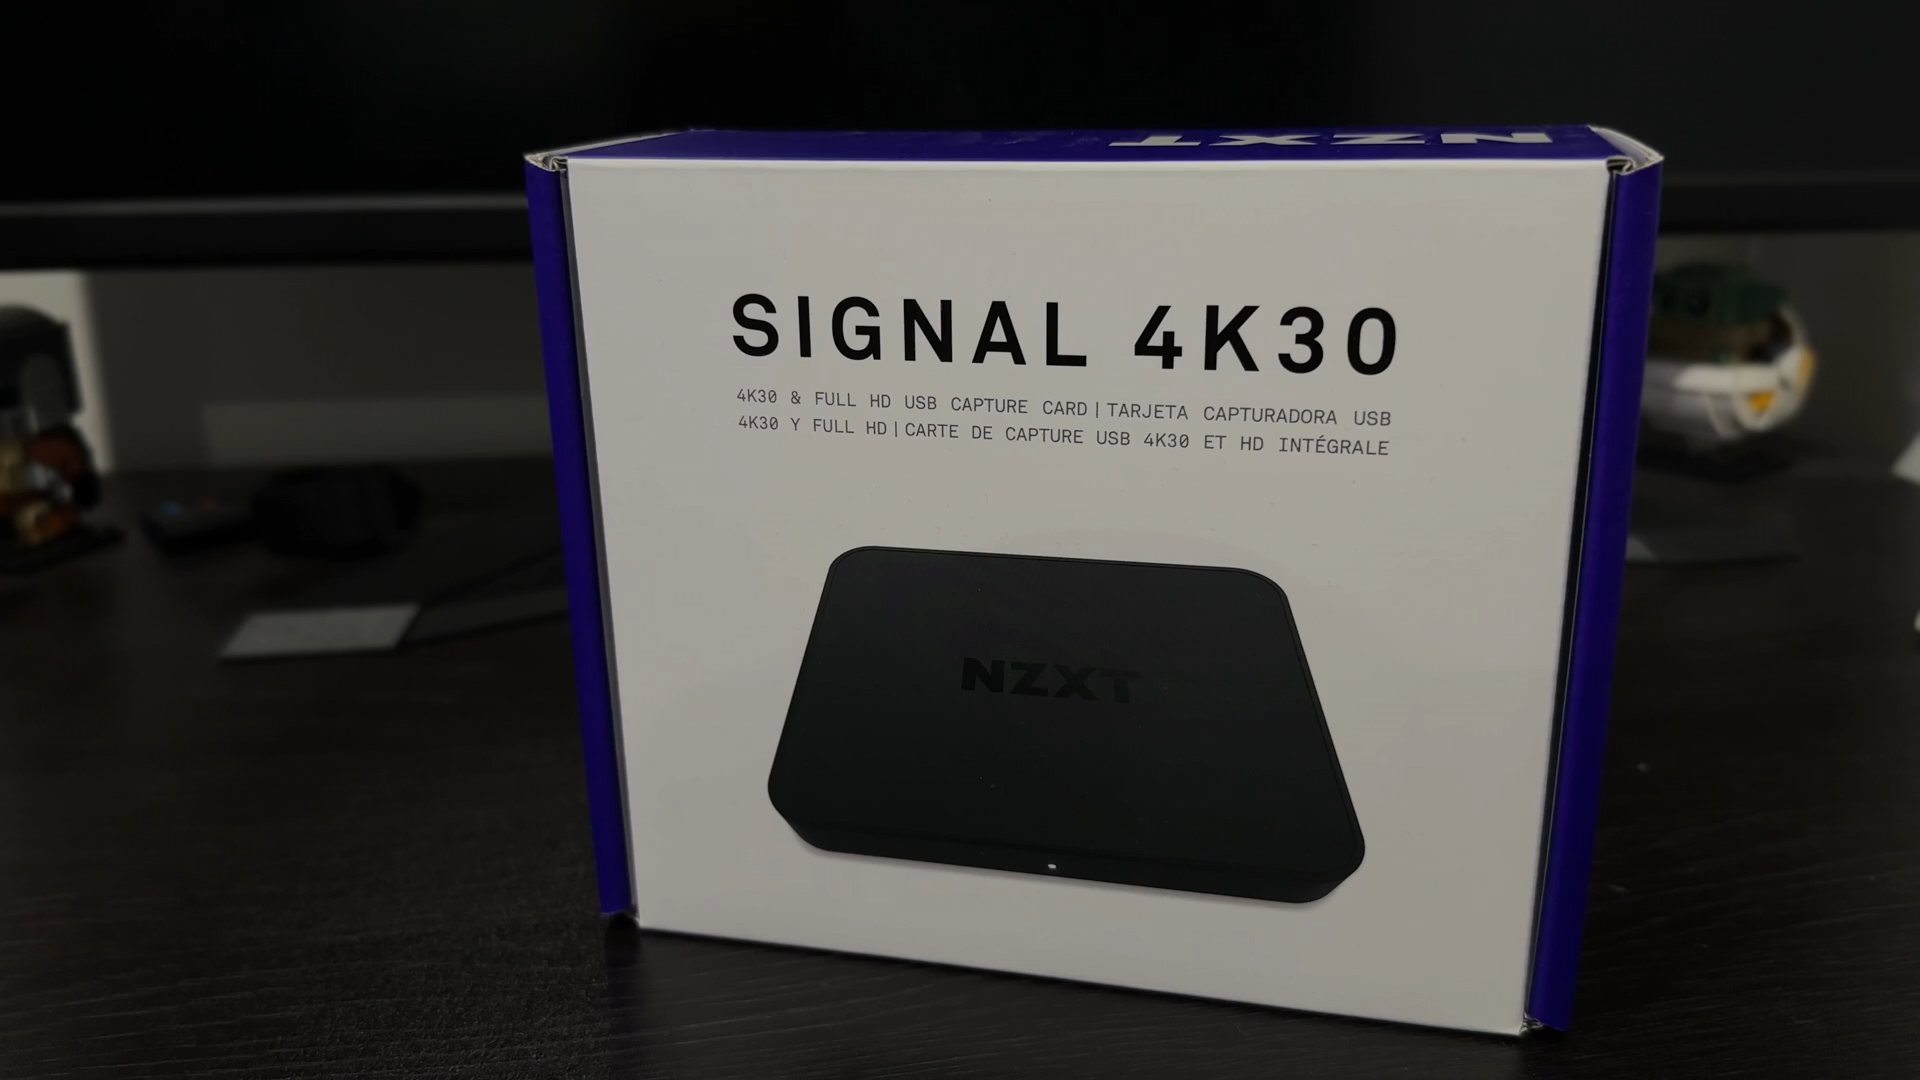 NZXT
SIGNAL 4K30
4K30 & FULL HD USB CAPTURE CARD | TARJETA CAPTURADORA USB
4K30 Y FULL HD | CARTE DE CAPTURE USB 4K30 ET HD INTÉGRALE
NZXT